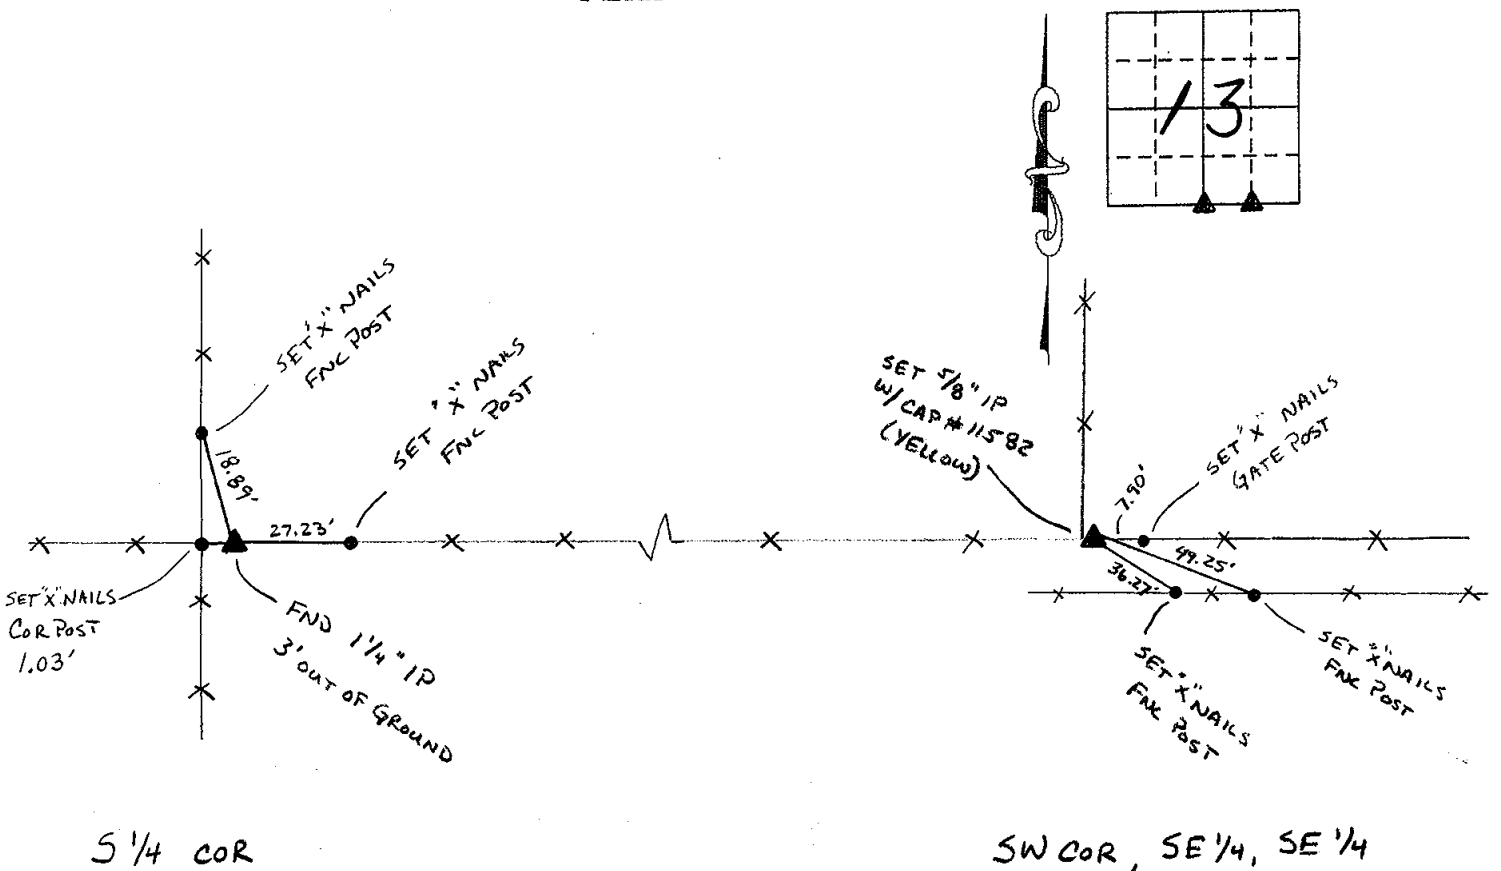 13
SET "X" NAILS
FNC POST
SET "X" NAILS
FNC POST
18.89'
27.23'
SET "X" NAILS
COR POST
1.03'
FND 1 1/4" IP
3' OUT OF GROUND
SET 5/8" IP
W/ CAP # 11582
(YELLOW)
7.90'
SET "X" NAILS
GATE POST
49.25'
36.27'
SET "X" NAILS
FNC POST
SET "X" NAILS
FNC POST
S 1/4 COR
SW COR, SE 1/4, SE 1/4